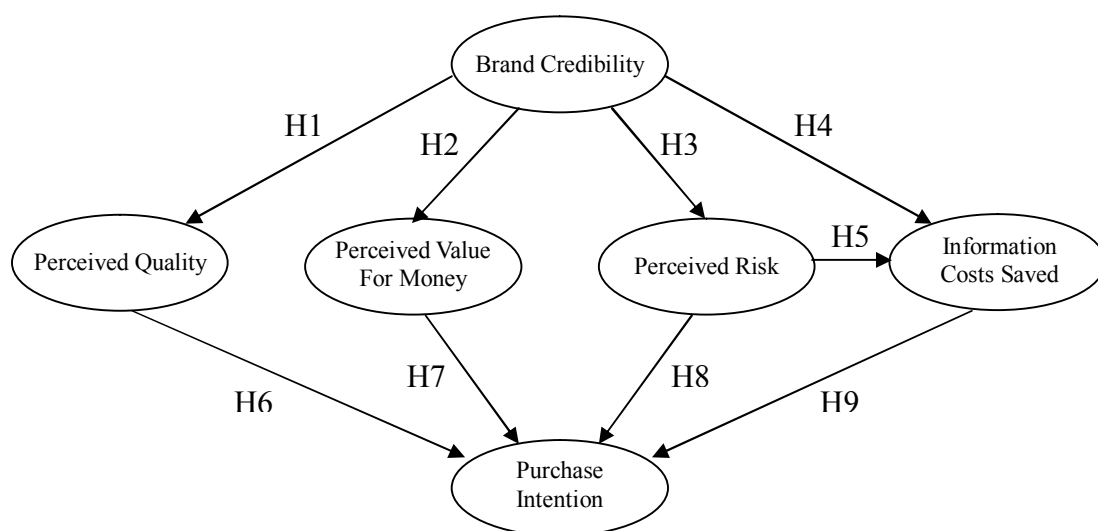 Brand Credibility
H1
H2
H3
H4
Perceived Quality
Perceived Value
For Money
Perceived Risk
H5
Information
Costs Saved
H6
H7
H8
H9
Purchase
Intention